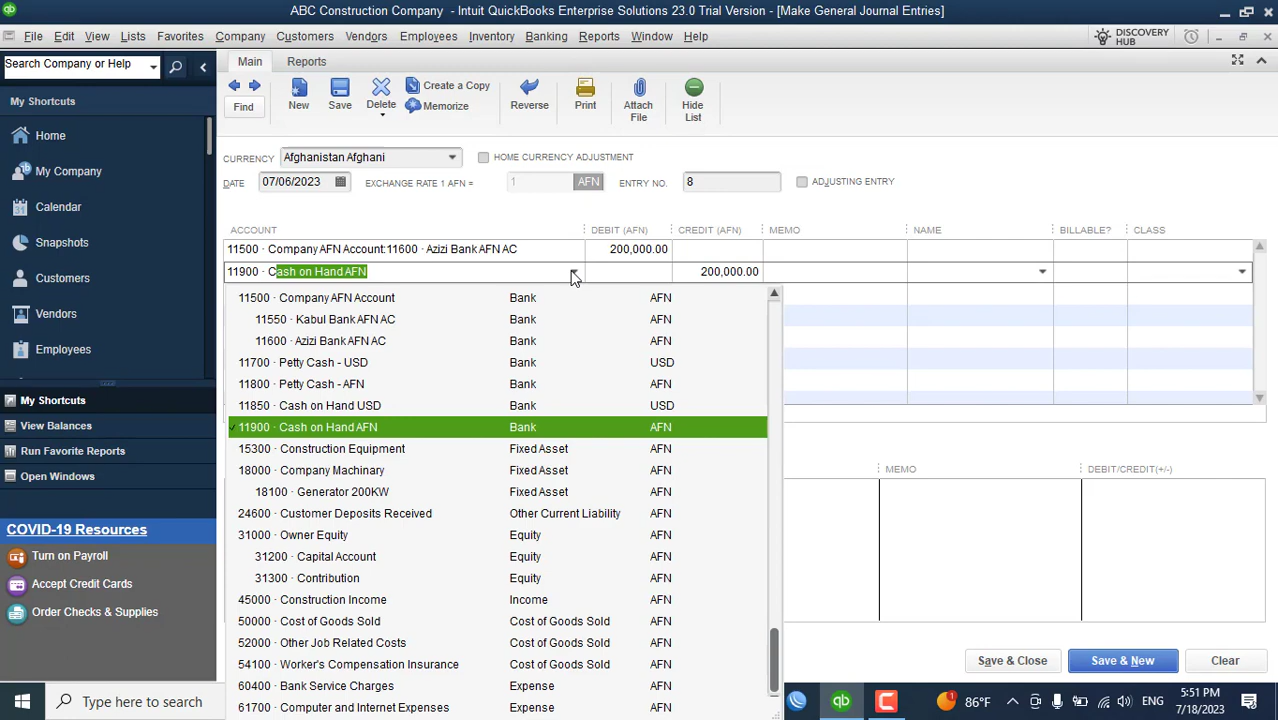 ABC Construction Company - Intuit QuickBooks Enterprise Solutions 23.0 Trial Version - [Make General Journal Entries]
File Edit View Lists Favorites Company Customers Vendors Employees Inventory Banking Reports Window Help
DISCOVERY HUB
Search Company or Help
My Shortcuts
Home
My Company
Calendar
Snapshots
Customers
Vendors
Employees
My Shortcuts
View Balances
Run Favorite Reports
Open Windows
COVID-19 Resources
Turn on Payroll
Accept Credit Cards
Order Checks & Supplies
Main Reports
Find
New
Save
Delete
Create a Copy
Memorize
Reverse
Print
Attach File
Hide List
CURRENCY Afghanistan Afghani HOME CURRENCY ADJUSTMENT
DATE 07/06/2023 EXCHANGE RATE 1 AFN = 1 AFN ENTRY NO. 8 ADJUSTING ENTRY
ACCOUNT DEBIT (AFN) CREDIT (AFN) MEMO NAME BILLABLE? CLASS
11500 · Company AFN Account:11600 · Azizi Bank AFN AC 200,000.00
11900 · Cash on Hand AFN 200,000.00
11500 · Company AFN Account Bank AFN
11550 · Kabul Bank AFN AC Bank AFN
11600 · Azizi Bank AFN AC Bank AFN
11700 · Petty Cash - USD Bank USD
11800 · Petty Cash - AFN Bank AFN
11850 · Cash on Hand USD Bank USD
11900 · Cash on Hand AFN Bank AFN
15300 · Construction Equipment Fixed Asset AFN
18000 · Company Machinery Fixed Asset AFN
18100 · Generator 200KW Fixed Asset AFN
24600 · Customer Deposits Received Other Current Liability AFN
31000 · Owner Equity Equity AFN
31200 · Capital Account Equity AFN
31300 · Contribution Equity AFN
45000 · Construction Income Income AFN
50000 · Cost of Goods Sold Cost of Goods Sold AFN
52000 · Other Job Related Costs Cost of Goods Sold AFN
54100 · Worker's Compensation Insurance Cost of Goods Sold AFN
60400 · Bank Service Charges Expense AFN
61700 · Computer and Internet Expenses Expense AFN
MEMO DEBIT/CREDIT(+/-)
Save & Close Save & New Clear
Type here to search
1
86°F
ENG
5:51 PM
7/18/2023